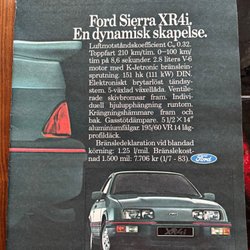 Ford Sierra XR4i.
En dynamisk skapelse.
Luftmotståndskoefficient Cx 0.32.
Toppfart 210 km/tim. 0–100 km/
tim på 8,6 sekunder. 2.8 liters V-6
motor med K-Jetronic bränslein-
sprutning. 151 hk (111 kW) DIN.
Elektroniskt brytarlöst tändsys-
tem. 5-växlad växellåda. Ventile-
rade skivbromsar fram. Indivi-
duell hjulupphängning runtom.
Krängningshämmare fram och
bak. Gasstötdämpare. 5 1/2 × 14"
aluminiumfälgar. 195/60 VR 14 låg-
profildäck.
Bränsledeklaration vid blandad
körning: 1.25 l/mil. Bränslekost-
nad 1.500 mil: 7.706 kr (1/7 - 83).
Ford
XR4i